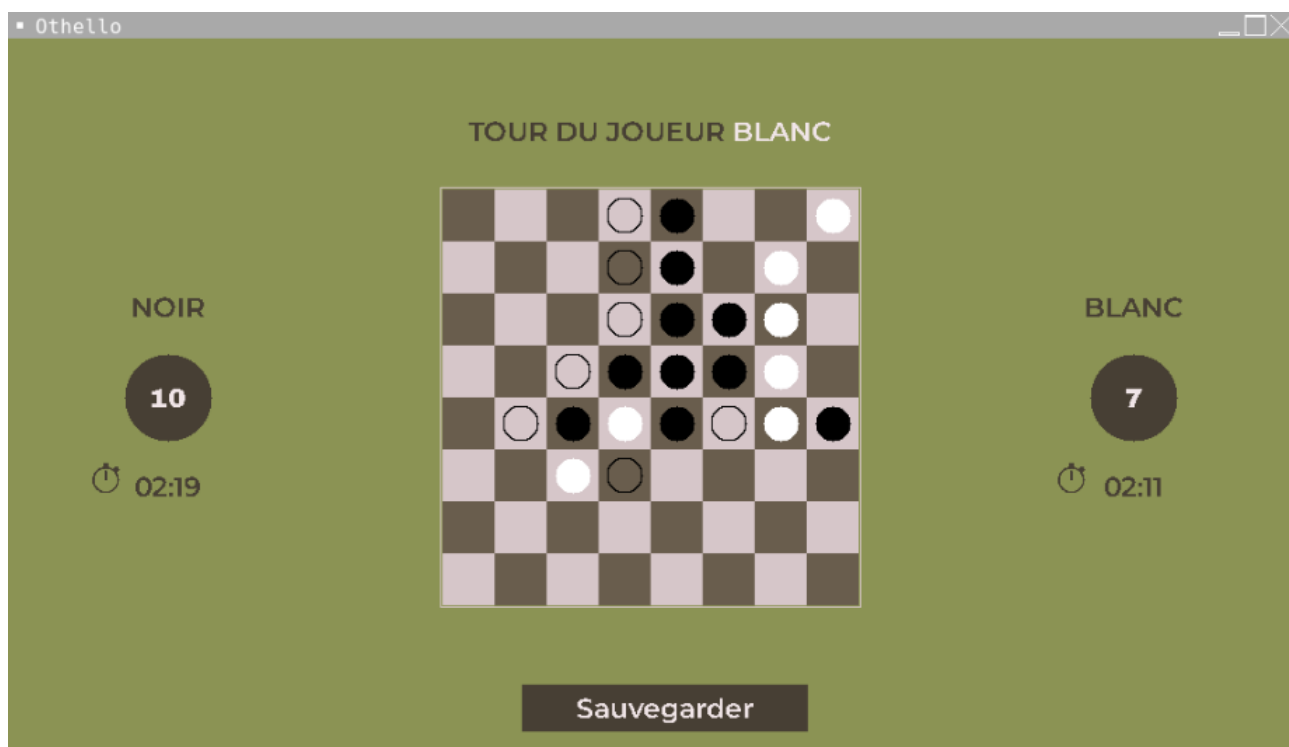 Othello
TOUR DU JOUEUR BLANC
NOIR
BLANC
10
7
02:19
02:11
Sauvegarder